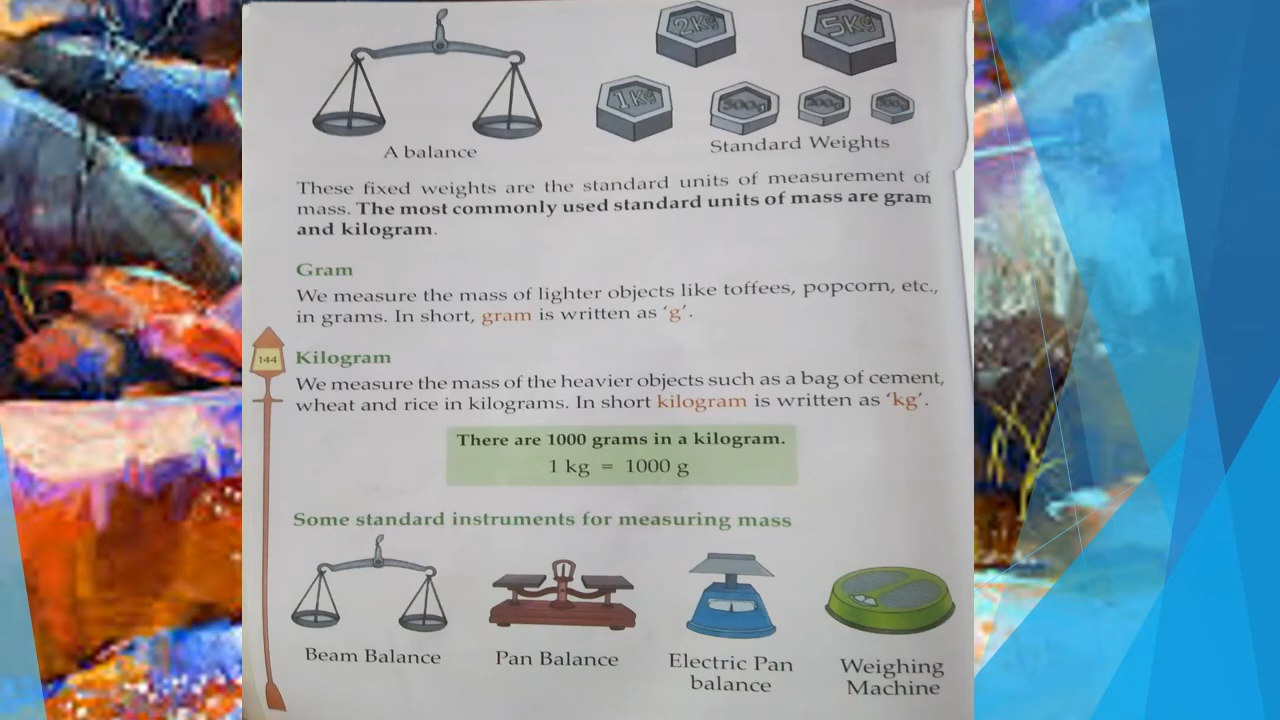 2Kg
5Kg
1Kg
500g
200g
A balance
Standard Weights
These fixed weights are the standard units of measurement of
mass. The most commonly used standard units of mass are gram
and kilogram.
Gram
We measure the mass of lighter objects like toffees, popcorn, etc.,
in grams. In short, gram is written as ‘g’.
144
Kilogram
We measure the mass of the heavier objects such as a bag of cement,
wheat and rice in kilograms. In short kilogram is written as ‘kg’.
There are 1000 grams in a kilogram.
1 kg = 1000 g
Some standard instruments for measuring mass
Beam Balance
Pan Balance
Electric Pan
balance
Weighing
Machine